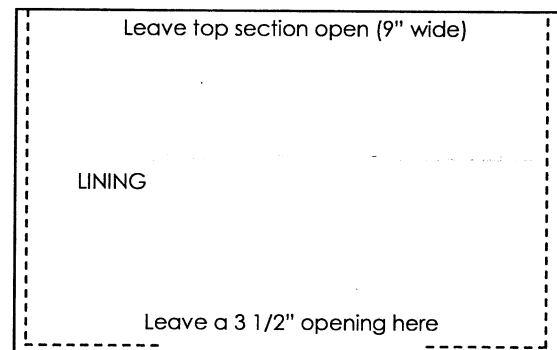 Leave top section open (9” wide)
LINING
Leave a 3 1/2” opening here